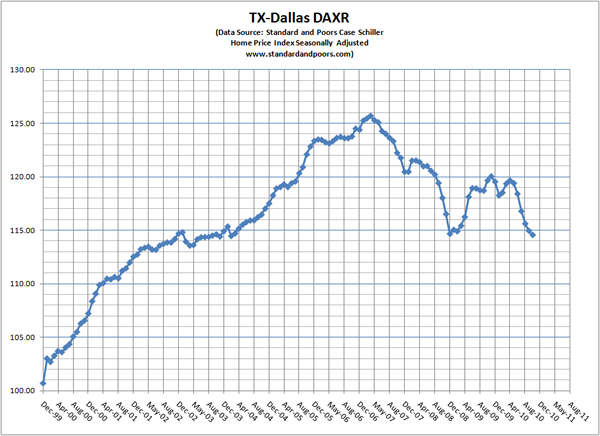 TX-Dallas DAXR
(Data Source: Standard and Poors Case Schiller
Home Price Index Seasonally Adjusted
www.standardandpoors.com)
130.00
125.00
120.00
115.00
110.00
105.00
100.00
Dec-99
Apr-00
Aug-00
Dec-00
Apr-01
Aug-01
Dec-01
May-02
Aug-02
Dec-02
May-03
Aug-03
Dec-03
Apr-04
Aug-04
Dec-04
Apr-05
Aug-05
Dec-05
May-06
Aug-06
Dec-06
May-07
Aug-07
Dec-07
Apr-08
Aug-08
Dec-08
May-09
Aug-09
Dec-09
Apr-10
Aug-10
Dec-10
May-11
Aug-11